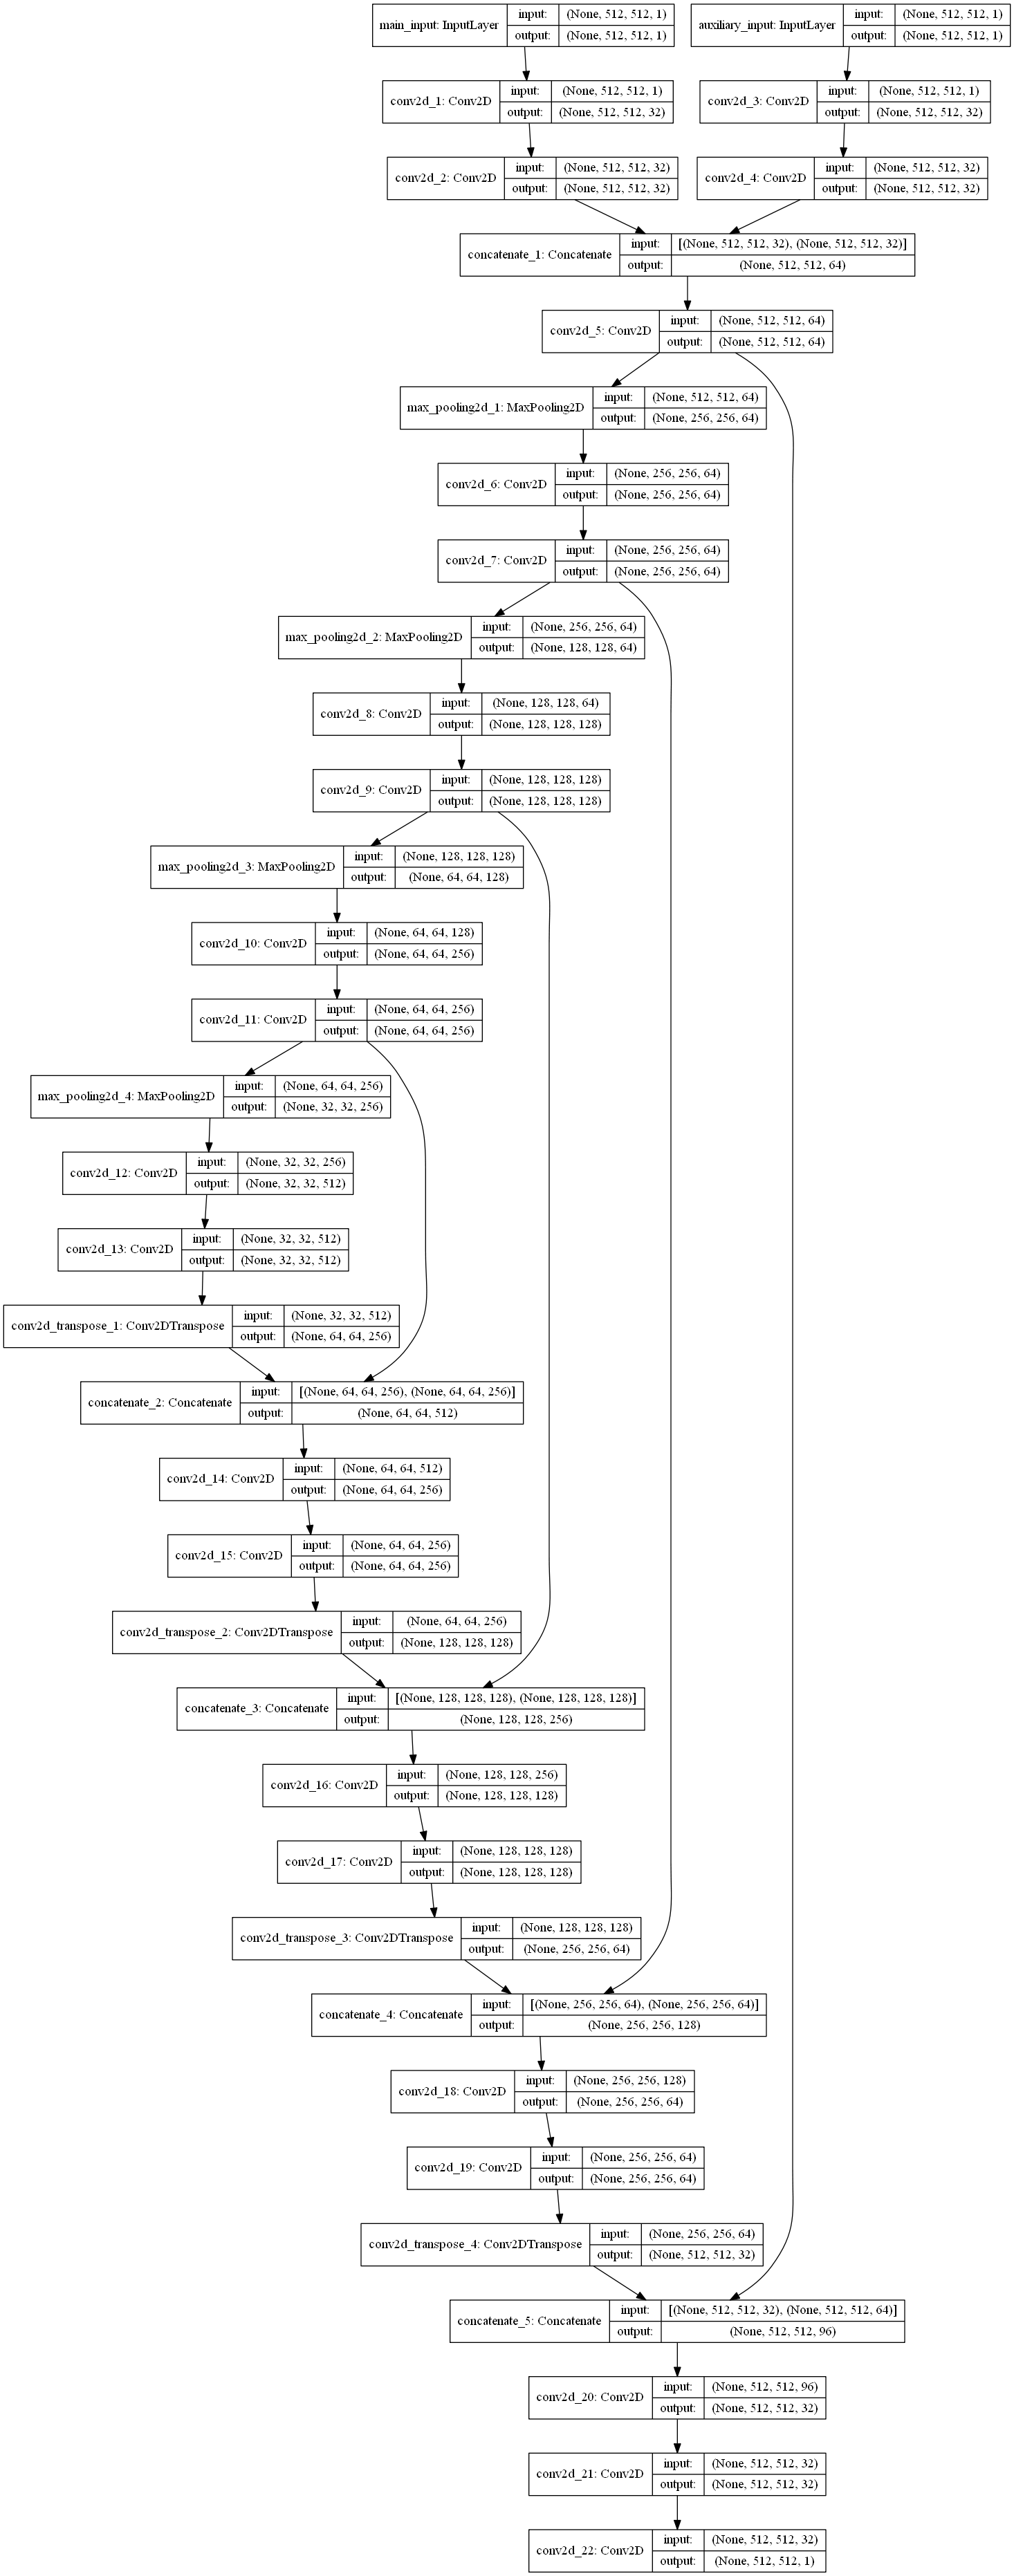 main_input: InputLayer
input: (None, 512, 512, 1)
output: (None, 512, 512, 1)
auxiliary_input: InputLayer
input: (None, 512, 512, 1)
output: (None, 512, 512, 1)
conv2d_1: Conv2D
input: (None, 512, 512, 1)
output: (None, 512, 512, 32)
conv2d_3: Conv2D
input: (None, 512, 512, 1)
output: (None, 512, 512, 32)
conv2d_2: Conv2D
input: (None, 512, 512, 32)
output: (None, 512, 512, 32)
conv2d_4: Conv2D
input: (None, 512, 512, 32)
output: (None, 512, 512, 32)
concatenate_1: Concatenate
input: [(None, 512, 512, 32), (None, 512, 512, 32)]
output: (None, 512, 512, 64)
conv2d_5: Conv2D
input: (None, 512, 512, 64)
output: (None, 512, 512, 64)
max_pooling2d_1: MaxPooling2D
input: (None, 512, 512, 64)
output: (None, 256, 256, 64)
conv2d_6: Conv2D
input: (None, 256, 256, 64)
output: (None, 256, 256, 64)
conv2d_7: Conv2D
input: (None, 256, 256, 64)
output: (None, 256, 256, 64)
max_pooling2d_2: MaxPooling2D
input: (None, 256, 256, 64)
output: (None, 128, 128, 64)
conv2d_8: Conv2D
input: (None, 128, 128, 64)
output: (None, 128, 128, 128)
conv2d_9: Conv2D
input: (None, 128, 128, 128)
output: (None, 128, 128, 128)
max_pooling2d_3: MaxPooling2D
input: (None, 128, 128, 128)
output: (None, 64, 64, 128)
conv2d_10: Conv2D
input: (None, 64, 64, 128)
output: (None, 64, 64, 256)
conv2d_11: Conv2D
input: (None, 64, 64, 256)
output: (None, 64, 64, 256)
max_pooling2d_4: MaxPooling2D
input: (None, 64, 64, 256)
output: (None, 32, 32, 256)
conv2d_12: Conv2D
input: (None, 32, 32, 256)
output: (None, 32, 32, 512)
conv2d_13: Conv2D
input: (None, 32, 32, 512)
output: (None, 32, 32, 512)
conv2d_transpose_1: Conv2DTranspose
input: (None, 32, 32, 512)
output: (None, 64, 64, 256)
concatenate_2: Concatenate
input: [(None, 64, 64, 256), (None, 64, 64, 256)]
output: (None, 64, 64, 512)
conv2d_14: Conv2D
input: (None, 64, 64, 512)
output: (None, 64, 64, 256)
conv2d_15: Conv2D
input: (None, 64, 64, 256)
output: (None, 64, 64, 256)
conv2d_transpose_2: Conv2DTranspose
input: (None, 64, 64, 256)
output: (None, 128, 128, 128)
concatenate_3: Concatenate
input: [(None, 128, 128, 128), (None, 128, 128, 128)]
output: (None, 128, 128, 256)
conv2d_16: Conv2D
input: (None, 128, 128, 256)
output: (None, 128, 128, 128)
conv2d_17: Conv2D
input: (None, 128, 128, 128)
output: (None, 128, 128, 128)
conv2d_transpose_3: Conv2DTranspose
input: (None, 128, 128, 128)
output: (None, 256, 256, 64)
concatenate_4: Concatenate
input: [(None, 256, 256, 64), (None, 256, 256, 64)]
output: (None, 256, 256, 128)
conv2d_18: Conv2D
input: (None, 256, 256, 128)
output: (None, 256, 256, 64)
conv2d_19: Conv2D
input: (None, 256, 256, 64)
output: (None, 256, 256, 64)
conv2d_transpose_4: Conv2DTranspose
input: (None, 256, 256, 64)
output: (None, 512, 512, 32)
concatenate_5: Concatenate
input: [(None, 512, 512, 32), (None, 512, 512, 64)]
output: (None, 512, 512, 96)
conv2d_20: Conv2D
input: (None, 512, 512, 96)
output: (None, 512, 512, 32)
conv2d_21: Conv2D
input: (None, 512, 512, 32)
output: (None, 512, 512, 32)
conv2d_22: Conv2D
input: (None, 512, 512, 32)
output: (None, 512, 512, 1)